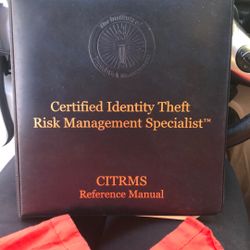 Certified Identity Theft
Risk Management Specialist™
CITRMS
Reference Manual